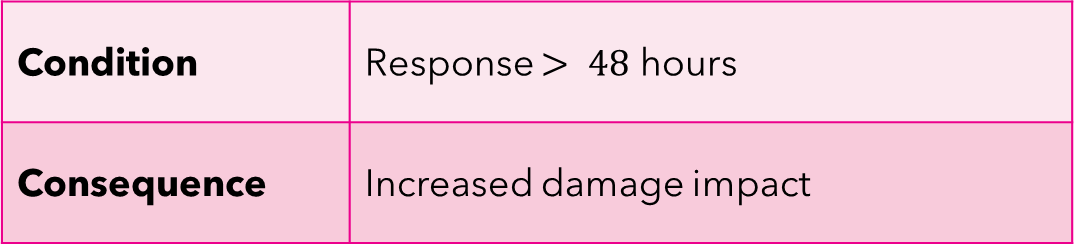 Condition Response > 48 hours
Consequence Increased damage impact